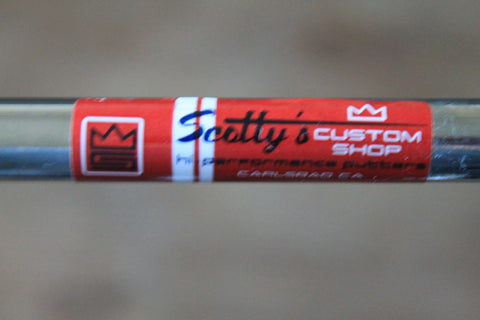 Scotty's
CUSTOM
SHOP
hi-performance putters
CARLSBAD CA